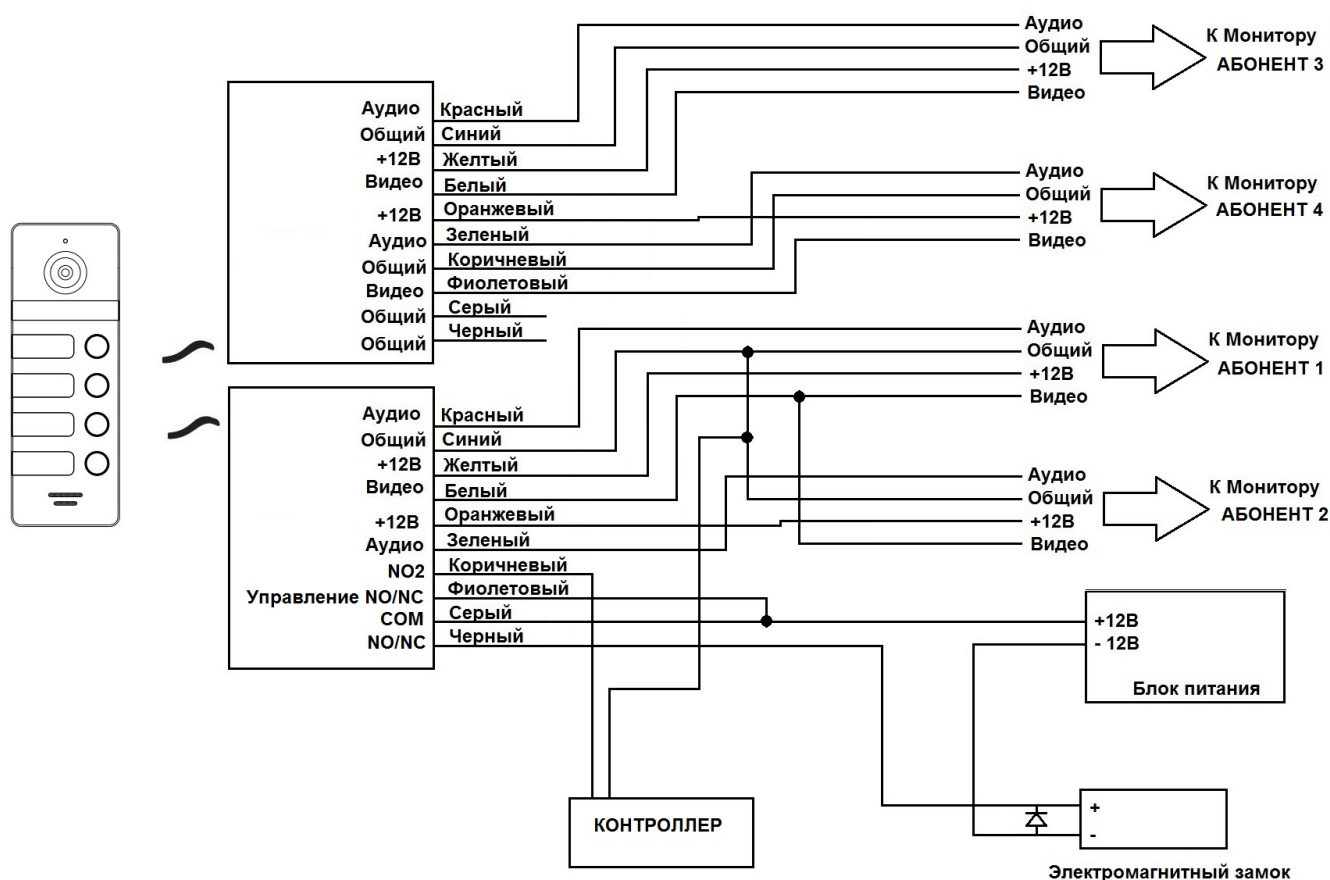 Аудио
Общий
+12В
Видео
К Монитору
АБОНЕНТ 3
Аудио
Общий
+12В
Видео
+12В
Аудио
Общий
Видео
Общий
Общий
Красный
Синий
Желтый
Белый
Оранжевый
Зеленый
Коричневый
Фиолетовый
Серый
Черный
Аудио
Общий
+12В
Видео
К Монитору
АБОНЕНТ 4
Аудио
Общий
+12В
Видео
К Монитору
АБОНЕНТ 1
Аудио
Общий
+12В
Видео
+12В
Аудио
NO2
Управление NO/NC
COM
NO/NC
Красный
Синий
Желтый
Белый
Оранжевый
Зеленый
Коричневый
Фиолетовый
Серый
Черный
Аудио
Общий
+12В
Видео
К Монитору
АБОНЕНТ 2
+12В
- 12В
Блок питания
КОНТРОЛЛЕР
+
-
Электромагнитный замок